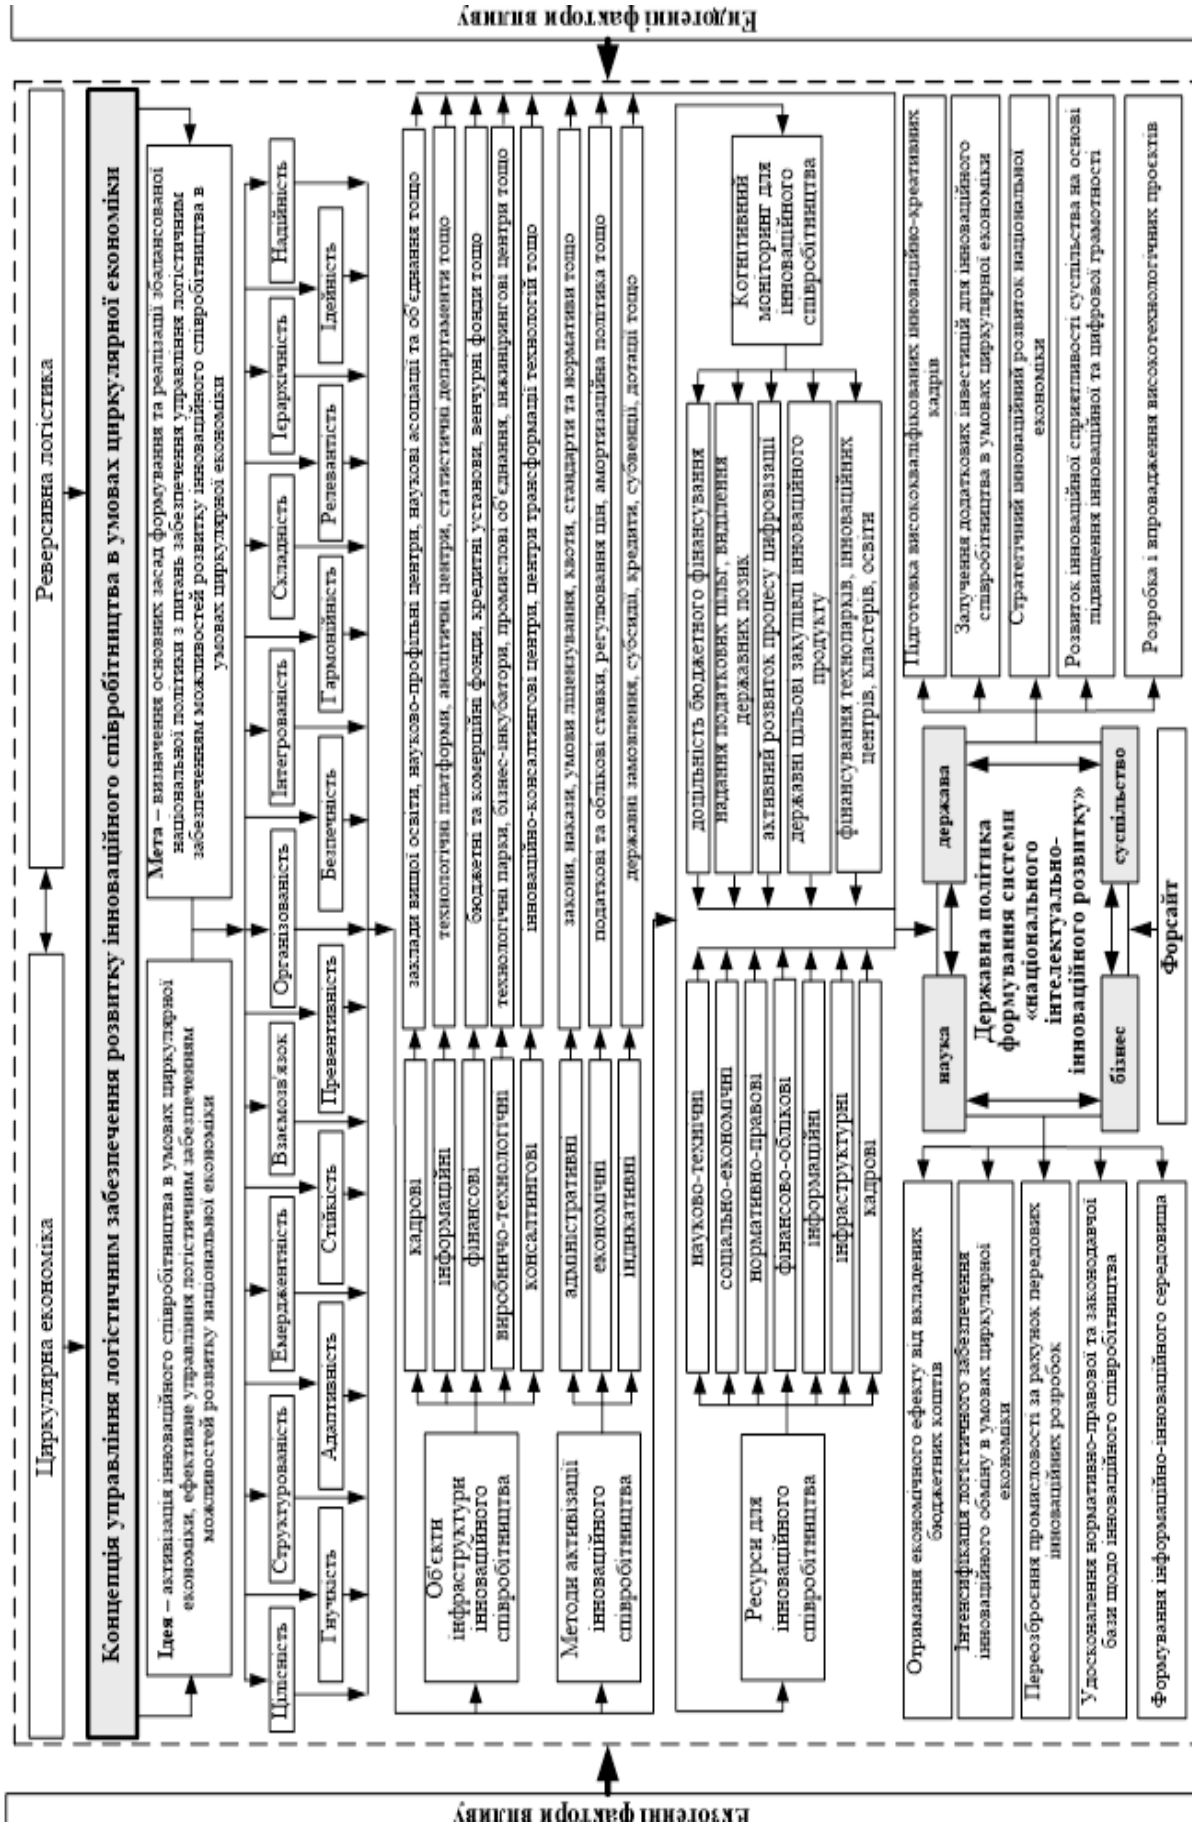 Екзогенні фактори впливу
Ендогенні фактори впливу
Циркулярна економіка
Реверсивна логістика
Концепція управління логістичним забезпечення розвитку інноваційного співробітництва в умовах циркулярної економіки
Ідея – активізація інноваційного співробітництва в умовах циркулярної
економіки, ефективне управління логістичним забезпеченням
можливостей розвитку національної економіки
Мета – визначення основних засад формування та реалізації збалансованої
національної політики з питань забезпечення управління логістичним
забезпеченням можливостей розвитку інноваційного співробітництва в
умовах циркулярної економіки
Цілісність
Структурованість
Емерджентність
Взаємозв'язок
Організованість
Інтегрованість
Складність
Ієрархічність
Надійність
Гнучкість
Адаптивність
Стійкість
Превентивність
Безпечність
Гармонійність
Релевантість
Ідейність
Об'єкти
інфраструктури
інноваційного
співробітництва
кадрові
заклади вищої освіти, науково-профільні центри, наукові асоціації та об'єднання тощо
інформаційні
технологічні платформи, аналітичні центри, статистичні департаменти тощо
фінансові
бюджетні та комерційні фонди, кредитні установи, венчурні фонди тощо
виробничо-технологічні
технологічні парки, бізнес-інкубатори, промислові об'єднання, інжинірингові центри тощо
консалтингові
інноваційно-консалтингові центри, центри трансформації технологій тощо
Методи активізації
інноваційного
співробітництва
адміністративні
закони, накази, умови ліцензування, квоти, стандарти та нормативи тощо
економічні
податкові та облікові ставки, регулювання цін, амортизаційна політика тощо
індикативні
державні замовлення, субсидії, кредити, субвенції, дотації тощо
Ресурси для
інноваційного
співробітництва
науково-технічні
соціально-економічні
нормативно-правові
фінансово-облікові
інформаційні
інфраструктурні
кадрові
доцільність бюджетного фінансування
надання податкових пільг, виділення
державних позик
активний розвиток процесу цифровізації
державні цільові закупівлі інноваційного
продукту
фінансування технопарків, інноваційних
центрів, кластерів, освіти
Когнітивний
моніторинг для
інноваційного
співробітництва
Отримання економічного ефекту від вкладених
бюджетних коштів
Інтенсифікація логістичного забезпечення
інноваційного обміну в умовах циркулярної
економіки
Переозброєння промисловості за рахунок передових
інноваційних розробок
Удосконалення нормативно-правової та законодавчої
бази щодо інноваційного співробітництва
Формування інформаційно-інноваційного середовища
наука
держава
Державна політика
формування системи
«національного
інтелектуально-
інноваційного розвитку»
бізнес
суспільство
Форсайт
Підготовка висококваліфікованих інноваційно-креативних
кадрів
Залучення додаткових інвестицій для інноваційного
співробітництва в умовах циркулярної економіки
Стратегічний інноваційний розвиток національної
економіки
Розвиток інноваційної сприятливості суспільства на основі
підвищення інноваційної та цифрової грамотності
Розробка і впровадження високотехнологічних проєктів